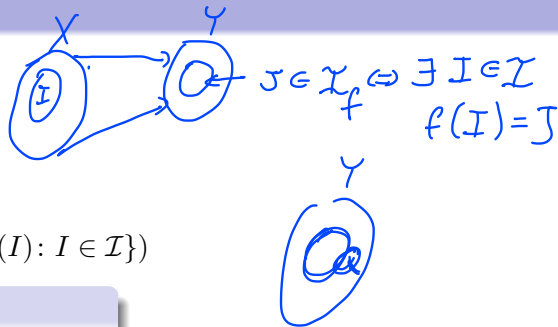 X Y
I J ∈ 𝓘_f ⇔ ∃ I ∈ 𝓘
f(I) = J
Y
(I): I ∈ 𝓘})